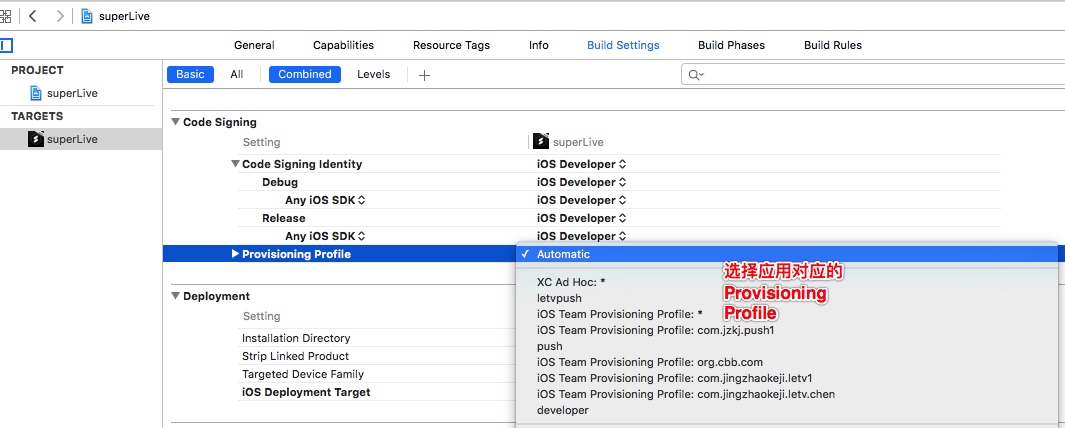 superLive
General Capabilities Resource Tags Info Build Settings Build Phases Build Rules
PROJECT
superLive
TARGETS
superLive
Basic All Combined Levels +
Code Signing
Setting superLive
Code Signing Identity iOS Developer
Debug iOS Developer
Any iOS SDK iOS Developer
Release iOS Developer
Any iOS SDK iOS Developer
Provisioning Profile
✓ Automatic
选择应用对应的
Provisioning
Profile
XC Ad Hoc: *
letvpush
iOS Team Provisioning Profile: *
iOS Team Provisioning Profile: com.jzkj.push1
push
iOS Team Provisioning Profile: org.cbb.com
iOS Team Provisioning Profile: com.jingzhaokeji.letv1
iOS Team Provisioning Profile: com.jingzhaokeji.letv.chen
developer
Deployment
Setting
Installation Directory
Strip Linked Product
Targeted Device Family
iOS Deployment Target